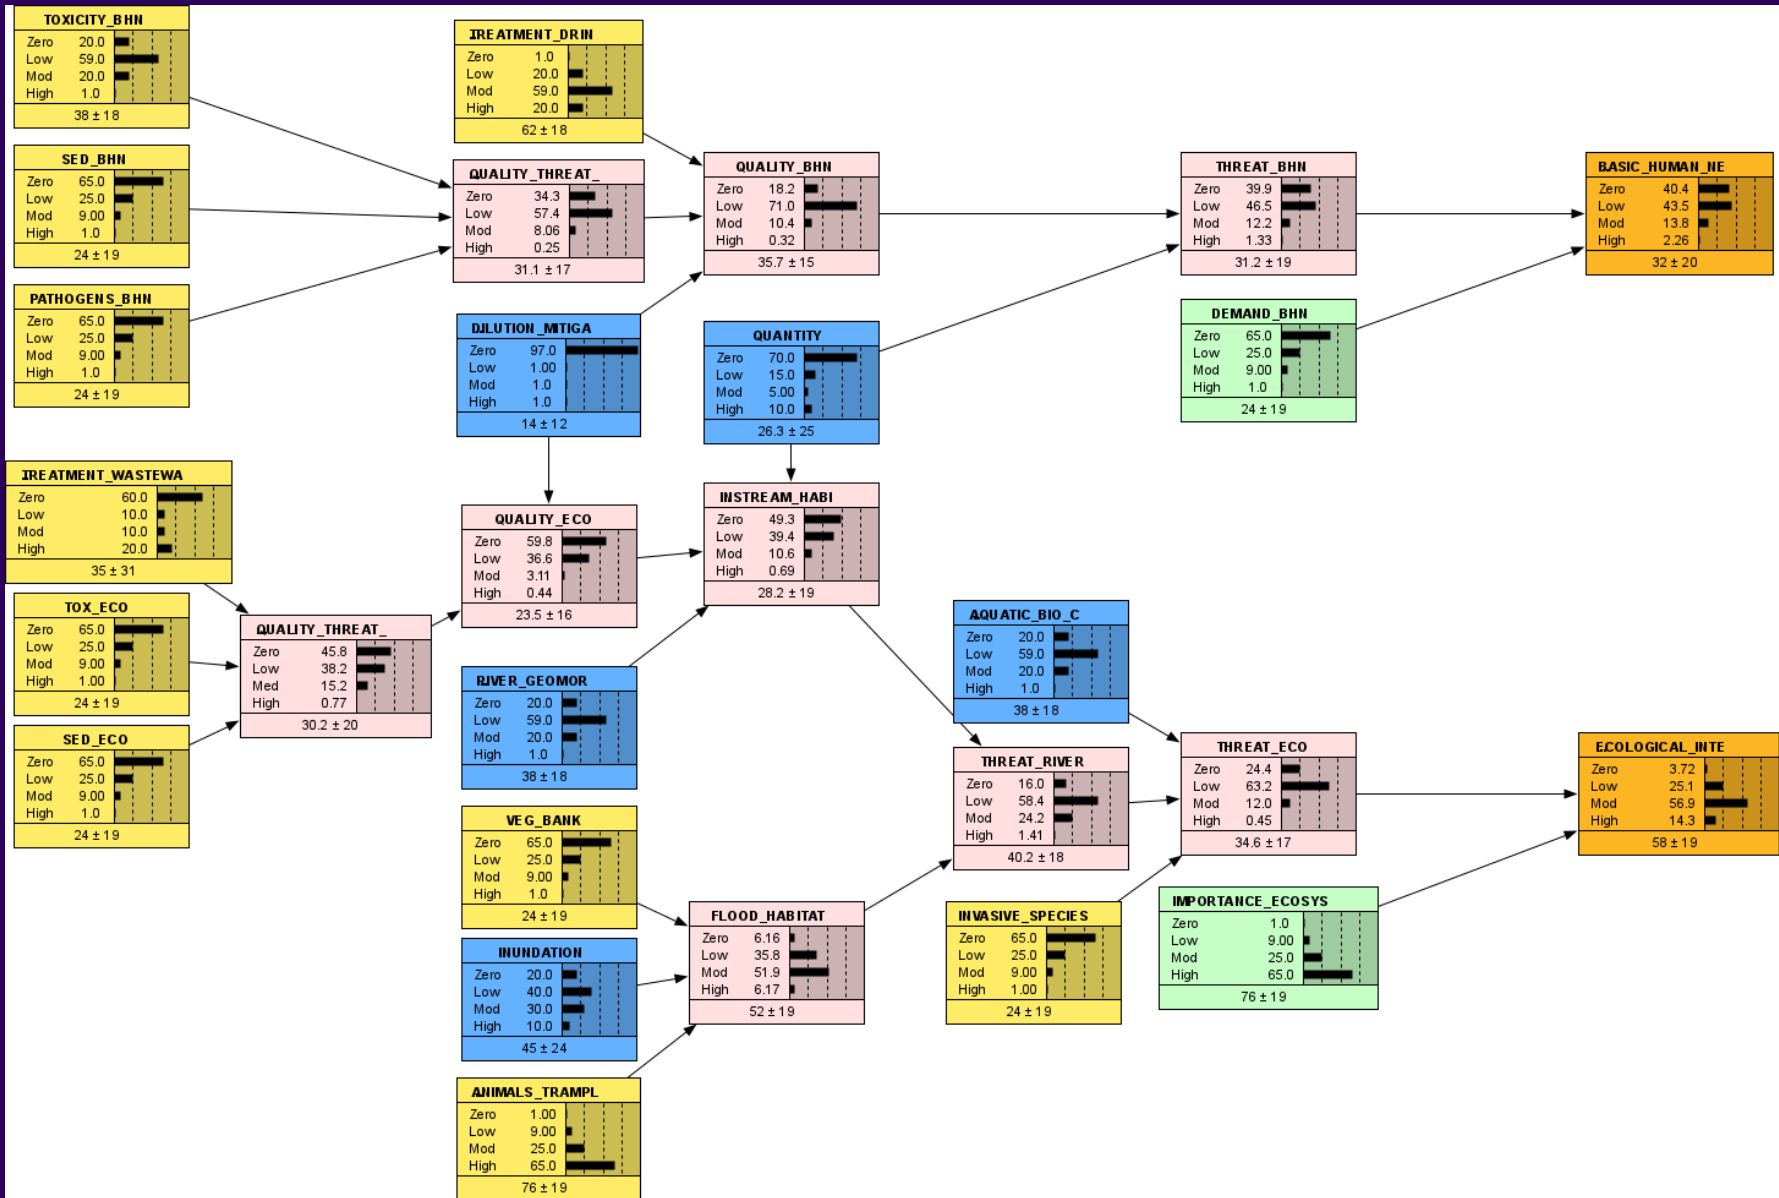 TOXICITY_BHN
Zero 20.0
Low 59.0
Mod 20.0
High 1.0
38 ± 18
SED_BHN
Zero 65.0
Low 25.0
Mod 9.00
High 1.0
24 ± 19
PATHOGENS_BHN
Zero 65.0
Low 25.0
Mod 9.00
High 1.0
24 ± 19
TREATMENT_DRIN
Zero 1.0
Low 20.0
Mod 59.0
High 20.0
62 ± 18
QUALITY_THREAT_
Zero 34.3
Low 57.4
Mod 8.06
High 0.25
31.1 ± 17
QUALITY_BHN
Zero 18.2
Low 71.0
Mod 10.4
High 0.32
35.7 ± 15
THREAT_BHN
Zero 39.9
Low 46.5
Mod 12.2
High 1.33
31.2 ± 19
BASIC_HUMAN_NE
Zero 40.4
Low 43.5
Mod 13.8
High 2.26
32 ± 20
DILUTION_MITIGA
Zero 97.0
Low 1.00
Mod 1.0
High 1.0
14 ± 12
QUANTITY
Zero 70.0
Low 15.0
Mod 5.00
High 10.0
26.3 ± 25
DEMAND_BHN
Zero 65.0
Low 25.0
Mod 9.00
High 1.0
24 ± 19
TREATMENT_WASTEWA
Zero 60.0
Low 10.0
Mod 10.0
High 20.0
35 ± 31
TOX_ECO
Zero 65.0
Low 25.0
Mod 9.00
High 1.00
24 ± 19
SED_ECO
Zero 65.0
Low 25.0
Mod 9.00
High 1.0
24 ± 19
QUALITY_THREAT_
Zero 45.8
Low 38.2
Med 15.2
High 0.77
30.2 ± 20
QUALITY_ECO
Zero 59.8
Low 36.6
Mod 3.11
High 0.44
23.5 ± 16
INSTREAM_HABI
Zero 49.3
Low 39.4
Mod 10.6
High 0.69
28.2 ± 19
RIVER_GEOMOR
Zero 20.0
Low 59.0
Mod 20.0
High 1.0
38 ± 18
VEG_BANK
Zero 65.0
Low 25.0
Mod 9.00
High 1.0
24 ± 19
INUNDATION
Zero 20.0
Low 40.0
Mod 30.0
High 10.0
45 ± 24
ANIMALS_TRAMPL
Zero 1.00
Low 9.00
Mod 25.0
High 65.0
76 ± 19
FLOOD_HABITAT
Zero 6.16
Low 35.8
Mod 51.9
High 6.17
52 ± 19
AQUATIC_BIO_C
Zero 20.0
Low 59.0
Mod 20.0
High 1.0
38 ± 18
THREAT_RIVER
Zero 16.0
Low 58.4
Mod 24.2
High 1.41
40.2 ± 18
INVASIVE_SPECIES
Zero 65.0
Low 25.0
Mod 9.00
High 1.00
24 ± 19
THREAT_ECO
Zero 24.4
Low 63.2
Mod 12.0
High 0.45
34.6 ± 17
IMPORTANCE_ECOSYS
Zero 1.0
Low 9.00
Mod 25.0
High 65.0
76 ± 19
ECOLOGICAL_INTE
Zero 3.72
Low 25.1
Mod 56.9
High 14.3
58 ± 19